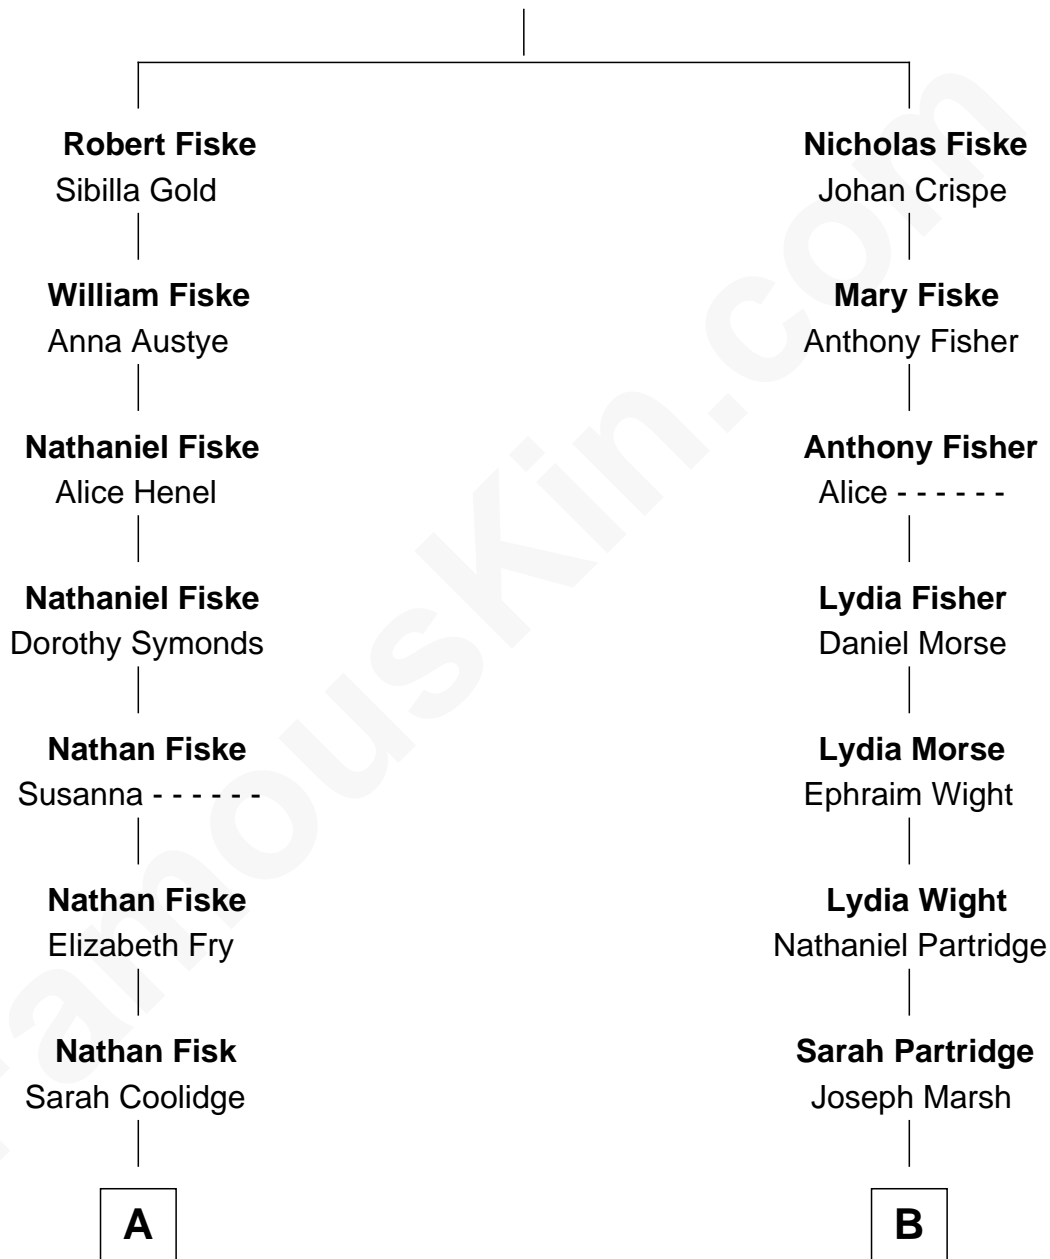 Robert Fiske
Sibilla Gold
William Fiske
Anna Austye
Nathaniel Fiske
Alice Henel
Nathaniel Fiske
Dorothy Symonds
Nathan Fiske
Susanna - - - - - -
Nathan Fiske
Elizabeth Fry
Nathan Fisk
Sarah Coolidge
A
Nicholas Fiske
Johan Crispe
Mary Fiske
Anthony Fisher
Anthony Fisher
Alice - - - - - -
Lydia Fisher
Daniel Morse
Lydia Morse
Ephraim Wight
Lydia Wight
Nathaniel Partridge
Sarah Partridge
Joseph Marsh
B
FamousKin.com